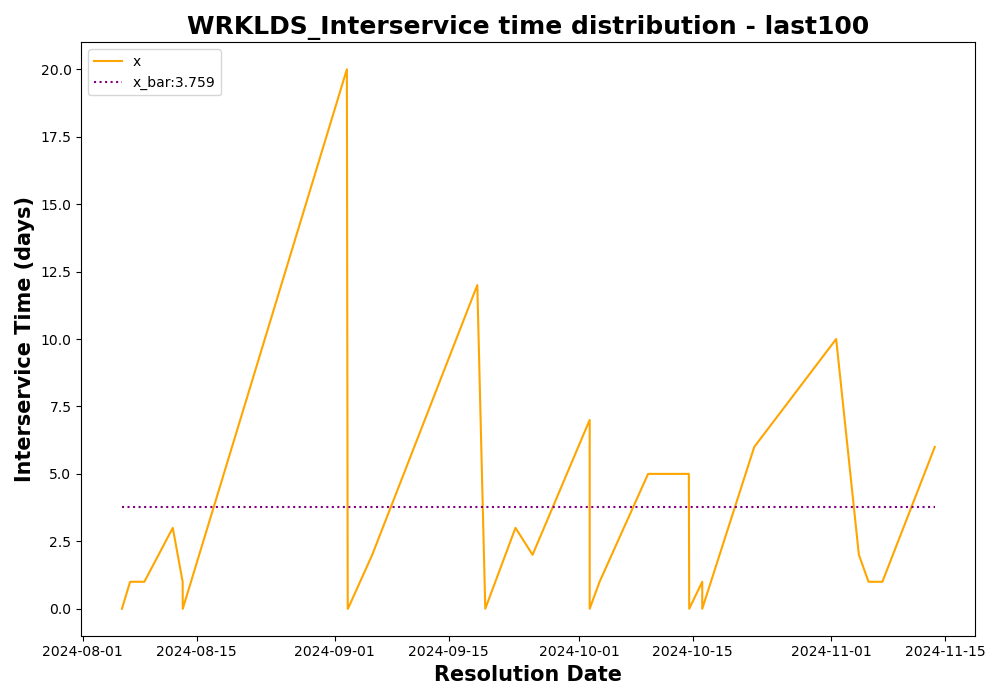 WRKLDS_Interservice time distribution - last100
x
x_bar:3.759
20.0
17.5
15.0
12.5
10.0
7.5
5.0
2.5
0.0
Interservice Time (days)
2024-08-01 2024-08-15 2024-09-01 2024-09-15 2024-10-01 2024-10-15 2024-11-01 2024-11-15
Resolution Date